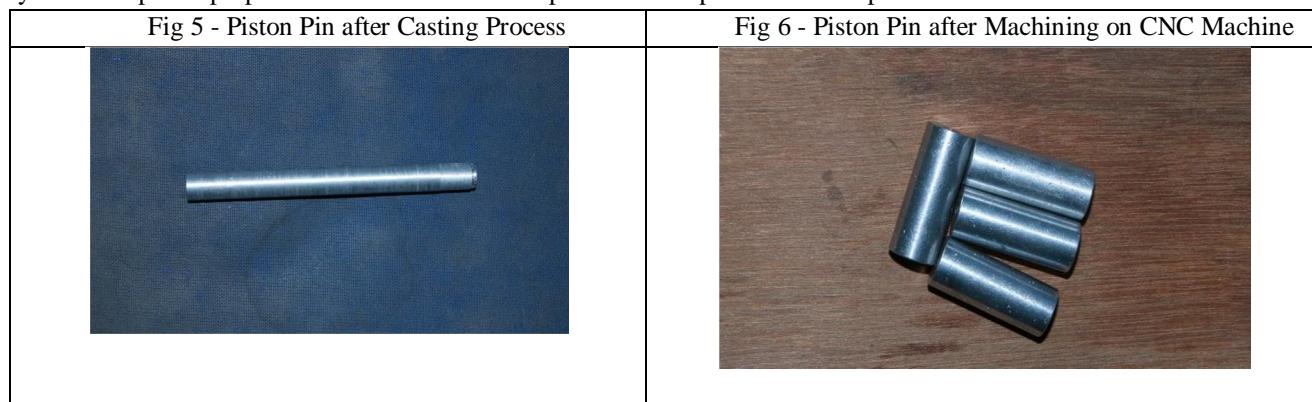 Fig 5 - Piston Pin after Casting Process
Fig 6 - Piston Pin after Machining on CNC Machine